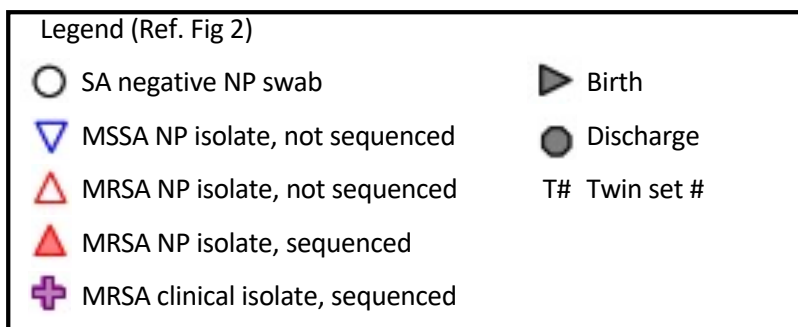 Legend (Ref. Fig 2)
SA negative NP swab
MSSA NP isolate, not sequenced
MRSA NP isolate, not sequenced
MRSA NP isolate, sequenced
MRSA clinical isolate, sequenced
Birth
Discharge
T# Twin set #